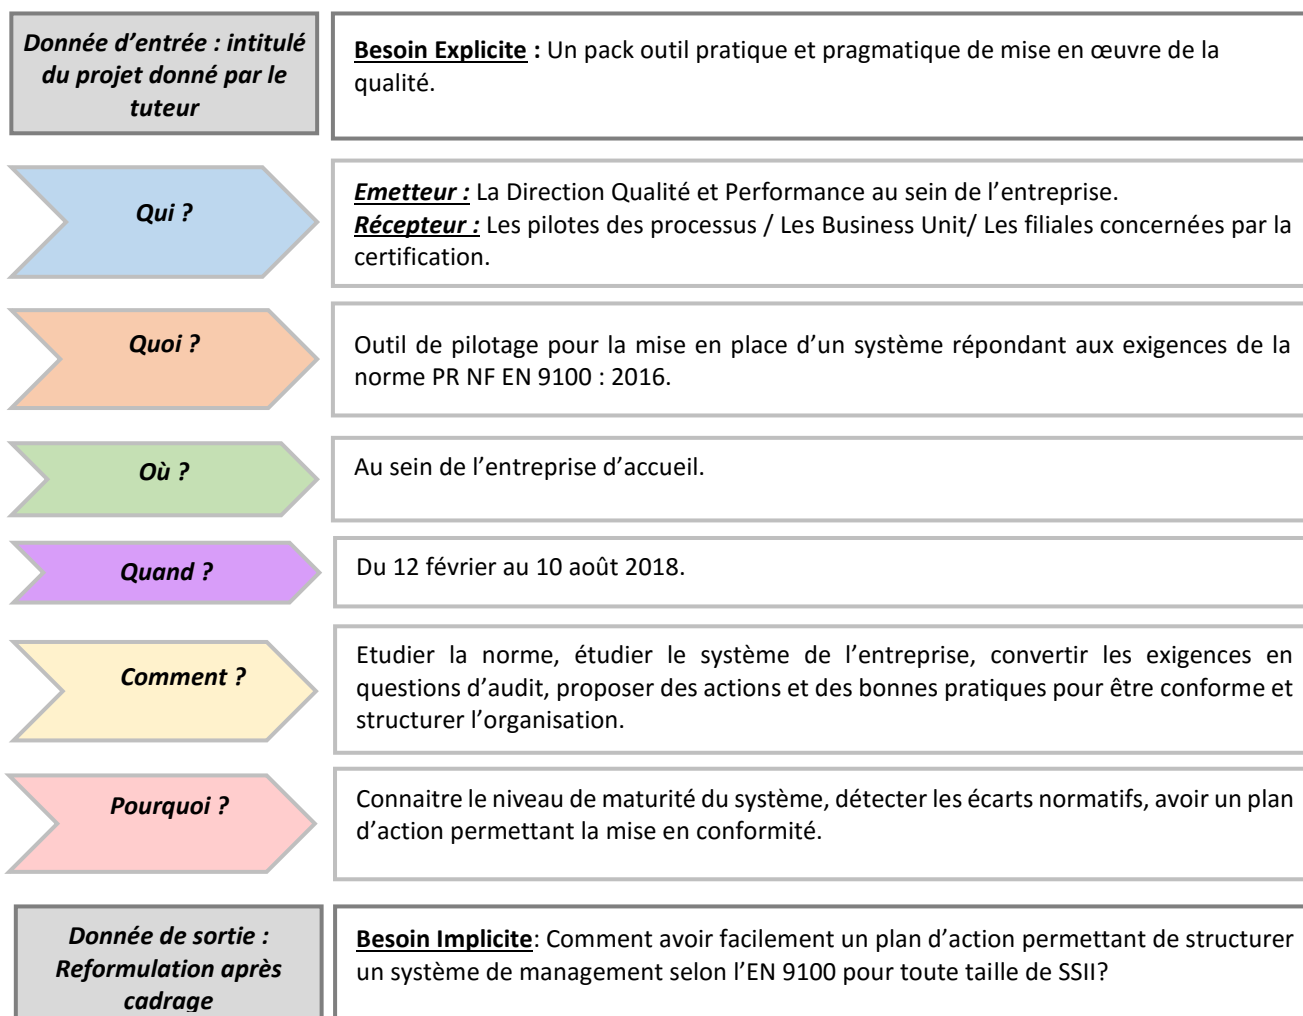 Donnée d’entrée : intitulé
du projet donné par le
tuteur
Besoin Explicite : Un pack outil pratique et pragmatique de mise en œuvre de la
qualité.
Qui ?
Emetteur : La Direction Qualité et Performance au sein de l’entreprise.
Récepteur : Les pilotes des processus / Les Business Unit/ Les filiales concernées par la
certification.
Quoi ?
Outil de pilotage pour la mise en place d’un système répondant aux exigences de la
norme PR NF EN 9100 : 2016.
Où ?
Au sein de l’entreprise d’accueil.
Quand ?
Du 12 février au 10 août 2018.
Comment ?
Etudier la norme, étudier le système de l’entreprise, convertir les exigences en
questions d’audit, proposer des actions et des bonnes pratiques pour être conforme et
structurer l’organisation.
Pourquoi ?
Connaitre le niveau de maturité du système, détecter les écarts normatifs, avoir un plan
d’action permettant la mise en conformité.
Donnée de sortie :
Reformulation après
cadrage
Besoin Implicite: Comment avoir facilement un plan d’action permettant de structurer
un système de management selon l’EN 9100 pour toute taille de SSII?